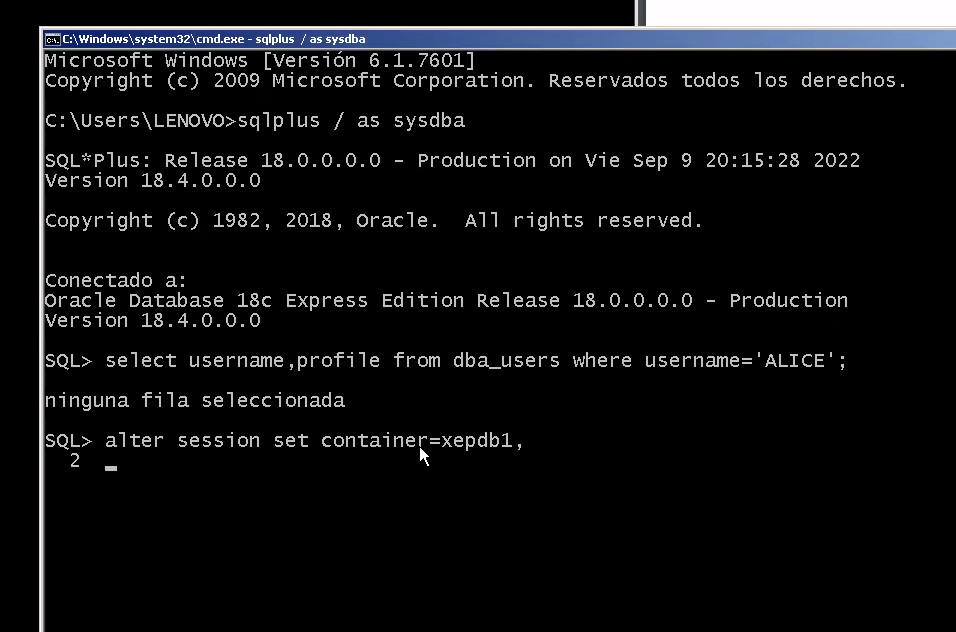 C:\Windows\system32\cmd.exe - sqlplus / as sysdba
Microsoft Windows [Versión 6.1.7601]
Copyright (c) 2009 Microsoft Corporation. Reservados todos los derechos.
C:\Users\LENOVO>sqlplus / as sysdba
SQL*Plus: Release 18.0.0.0.0 - Production on Vie Sep 9 20:15:28 2022
Version 18.4.0.0.0
Copyright (c) 1982, 2018, Oracle.  All rights reserved.
Conectado a:
Oracle Database 18c Express Edition Release 18.0.0.0.0 - Production
Version 18.4.0.0.0
SQL> select username,profile from dba_users where username='ALICE';
ninguna fila seleccionada
SQL> alter session set container=xepdb1,
2